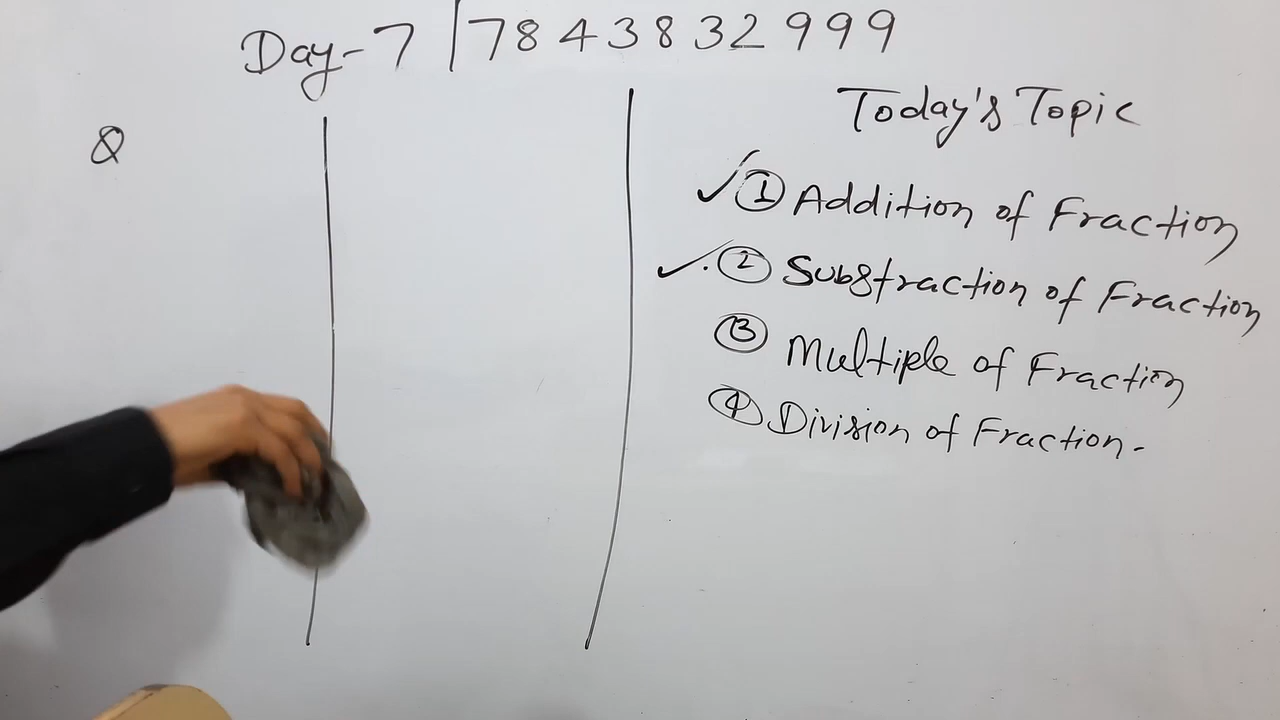 Day-7 | 7843832999
Q
Today's Topic
✓ ① Addition of Fraction
✓. ② Substraction of Fraction
③ Multiple of Fraction
④ Division of Fraction-